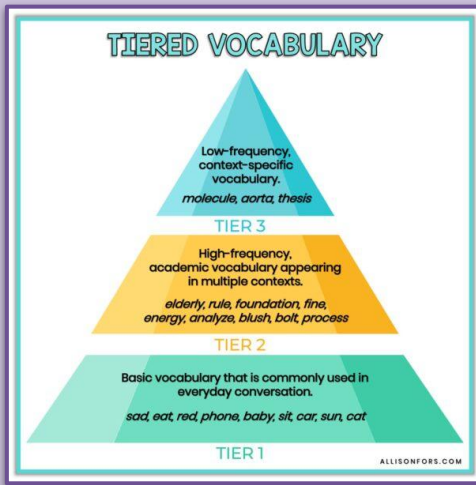 TIERED VOCABULARY
Low-frequency,
context-specific
vocabulary.
molecule, aorta, thesis
TIER 3
High-frequency,
academic vocabulary appearing
in multiple contexts.
elderly, rule, foundation, fine,
energy, analyze, blush, bolt, process
TIER 2
Basic vocabulary that is commonly used in
everyday conversation.
sad, eat, red, phone, baby, sit, car, sun, cat
TIER 1
ALLISONFORS.COM